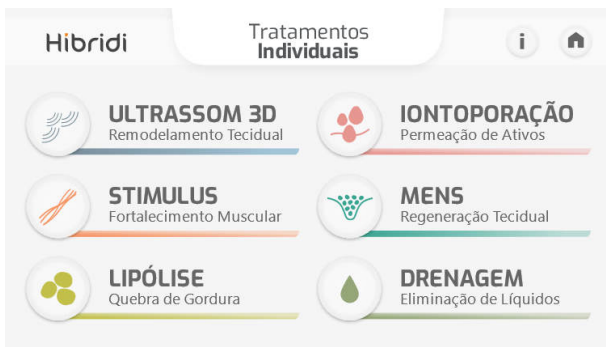 Hibridi
Tratamentos
Individuais
i
ULTRASSOM 3D
Remodelamento Tecidual
IONTOPORAÇÃO
Permeação de Ativos
STIMULUS
Fortalecimento Muscular
MENS
Regeneração Tecidual
LIPÓLISE
Quebra de Gordura
DRENAGEM
Eliminação de Líquidos